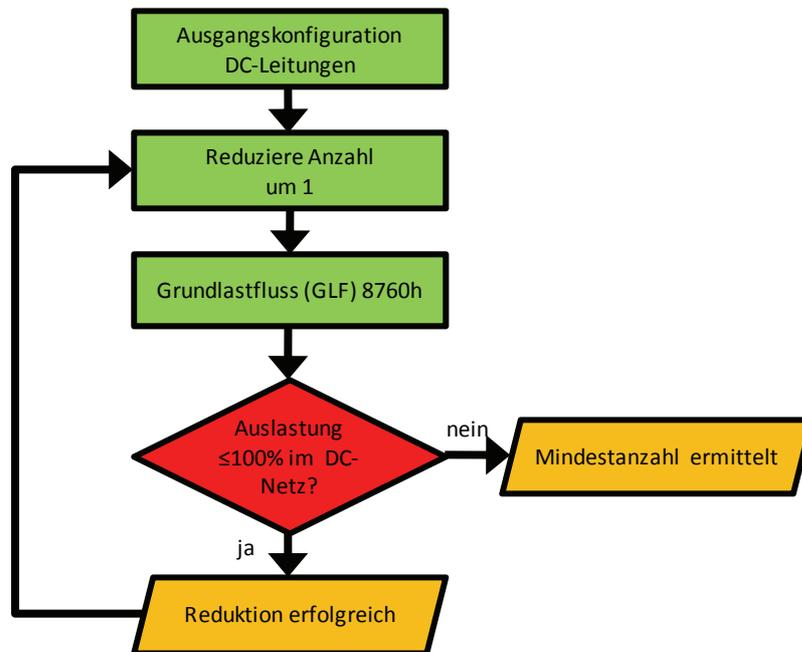 Ausgangskonfiguration
DC-Leitungen
Reduziere Anzahl
um 1
Grundlastfluss (GLF) 8760h
Auslastung
≤100% im DC-
Netz?
nein
Mindestanzahl ermittelt
ja
Reduktion erfolgreich